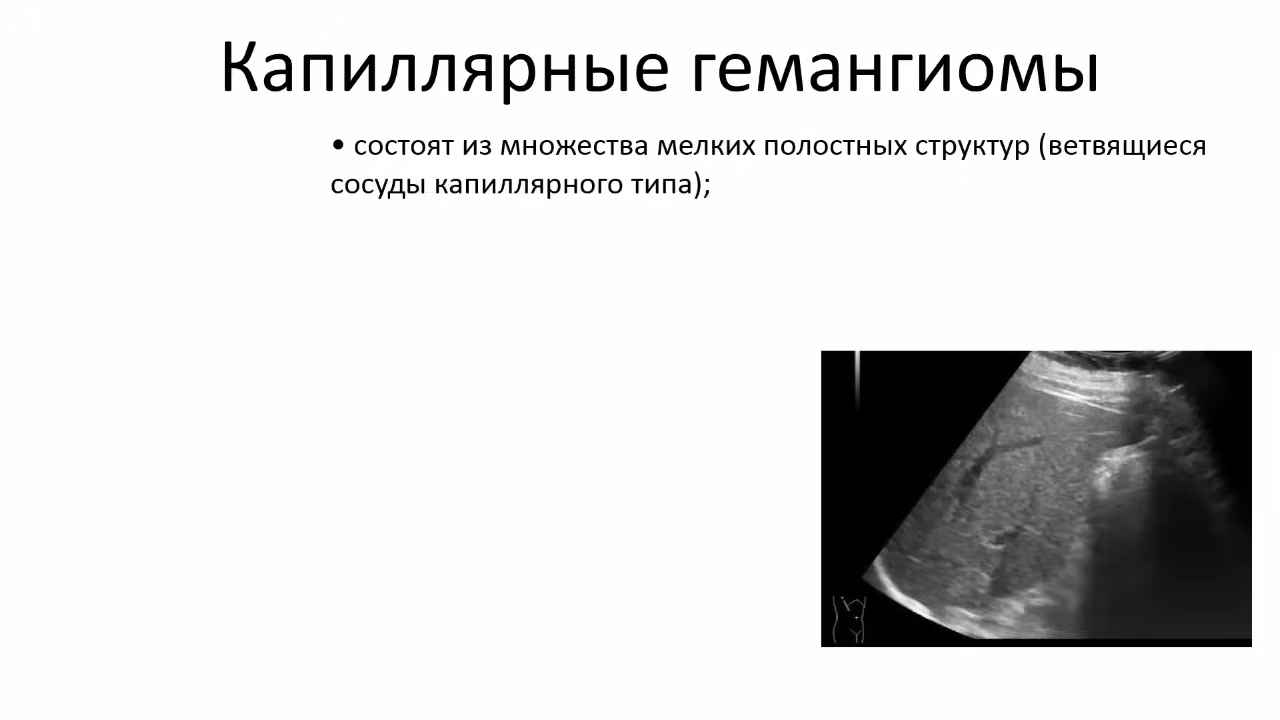 Капиллярные гемангиомы
• состоят из множества мелких полостных структур (ветвящиеся
сосуды капиллярного типа);